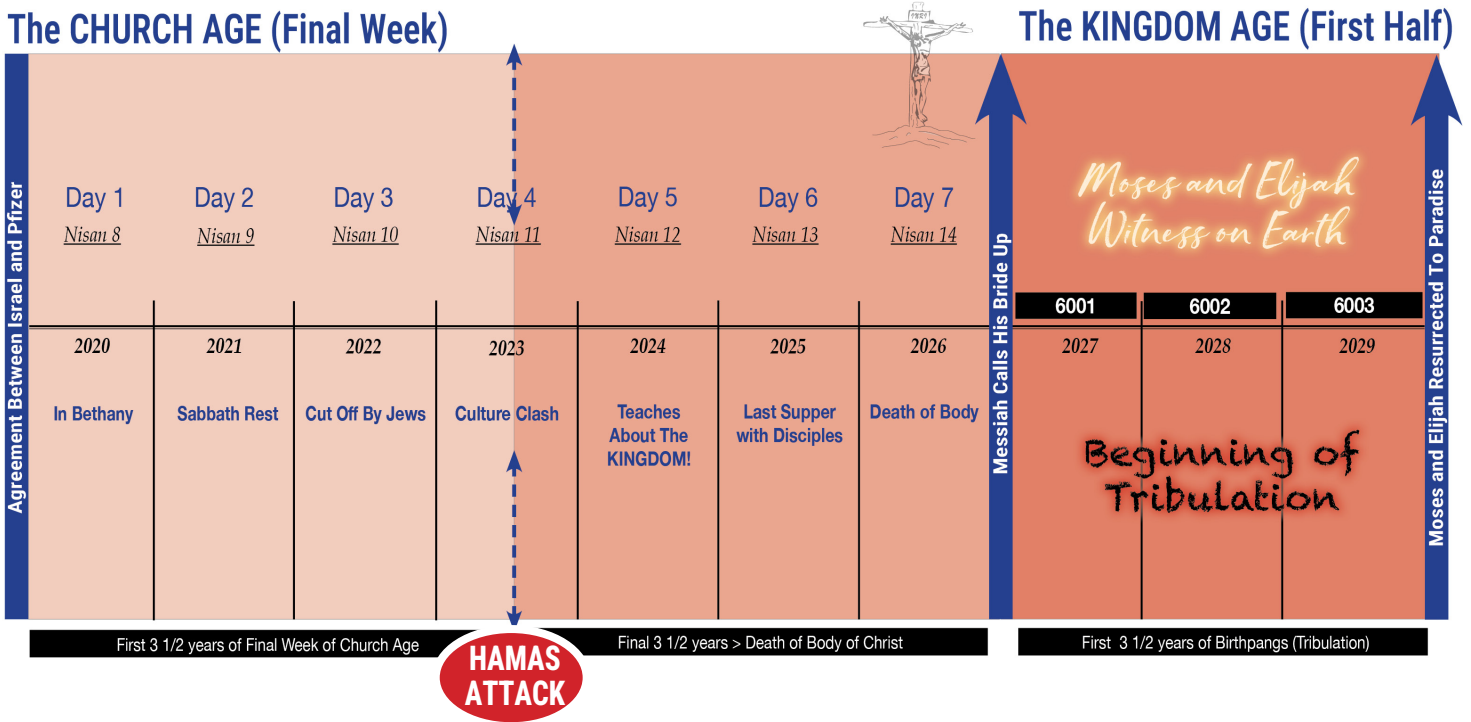 The CHURCH AGE (Final Week)
The KINGDOM AGE (First Half)
INRI
Agreement Between Israel and Pfizer
Day 1
Day 2
Day 3
Day 4
Day 5
Day 6
Day 7
Nisan 8
Nisan 9
Nisan 10
Nisan 11
Nisan 12
Nisan 13
Nisan 14
Messiah Calls His Bride Up
Moses and Elijah
Witness on Earth
Moses and Elijah Resurrected To Paradise
6001
6002
6003
2020
2021
2022
2023
2024
2025
2026
2027
2028
2029
In Bethany
Sabbath Rest
Cut Off By Jews
Culture Clash
Teaches
About The
KINGDOM!
Last Supper
with Disciples
Death of Body
Beginning of
Tribulation
First 3 1/2 years of Final Week of Church Age
Final 3 1/2 years > Death of Body of Christ
First 3 1/2 years of Birthpangs (Tribulation)
HAMAS
ATTACK